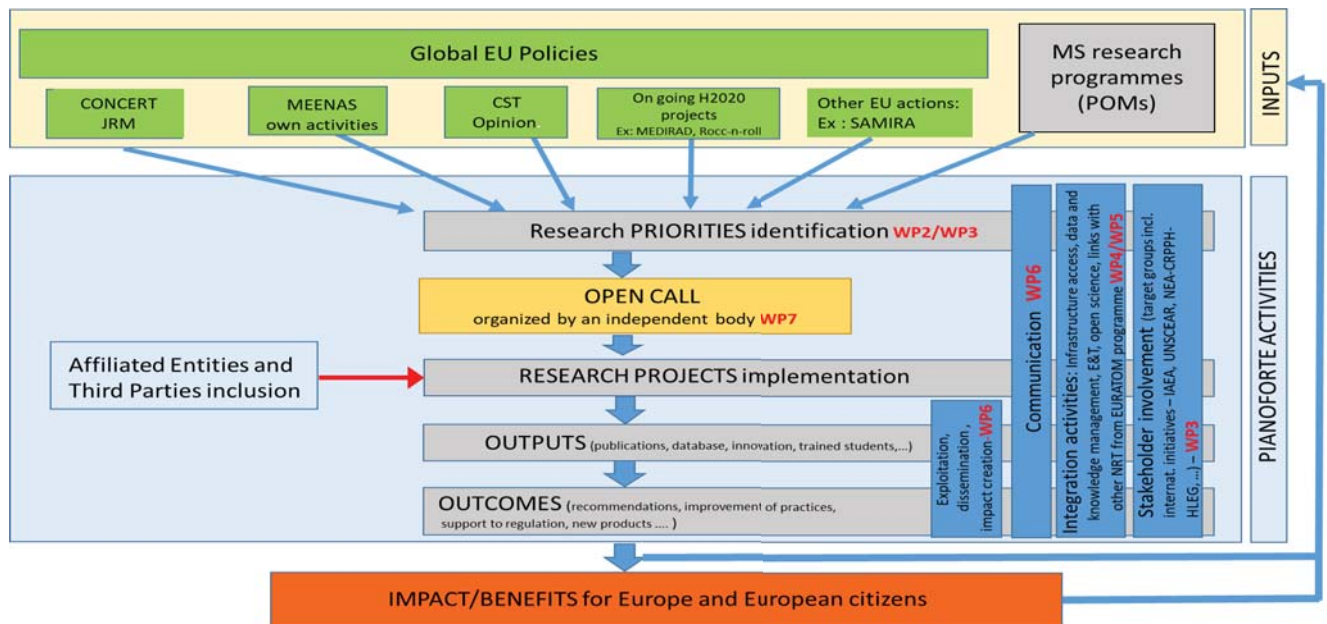 Global EU Policies
MS research
programmes
(POMs)
CONCERT
JRM
MEENAS
own activities
CST
Opinion
On going H2020
projects
Ex: MEDIRAD, Rocc-n-roll
Other EU actions:
Ex : SAMIRA
INPUTS
Research PRIORITIES identification WP2/WP3
OPEN CALL
organized by an independent body WP7
Affiliated Entities and
Third Parties inclusion
RESEARCH PROJECTS implementation
OUTPUTS (publications, database, innovation, trained students,...)
OUTCOMES (recommendations, improvement of practices,
support to regulation, new products .... )
Exploitation,
dissemination,
impact creation-WP6
Communication WP6
Integration activities: Infrastructure access, data and
knowledge management, E&T, open science, links with
other NRT from EURATOM programme WP4/WP5
Stakeholder involvement (target groups incl.
internat. initiatives – IAEA, UNSCEAR, NEA-CRPPH-
HLEG, ...) – WP3
PIANOFORTE ACTIVITIES
IMPACT/BENEFITS for Europe and European citizens